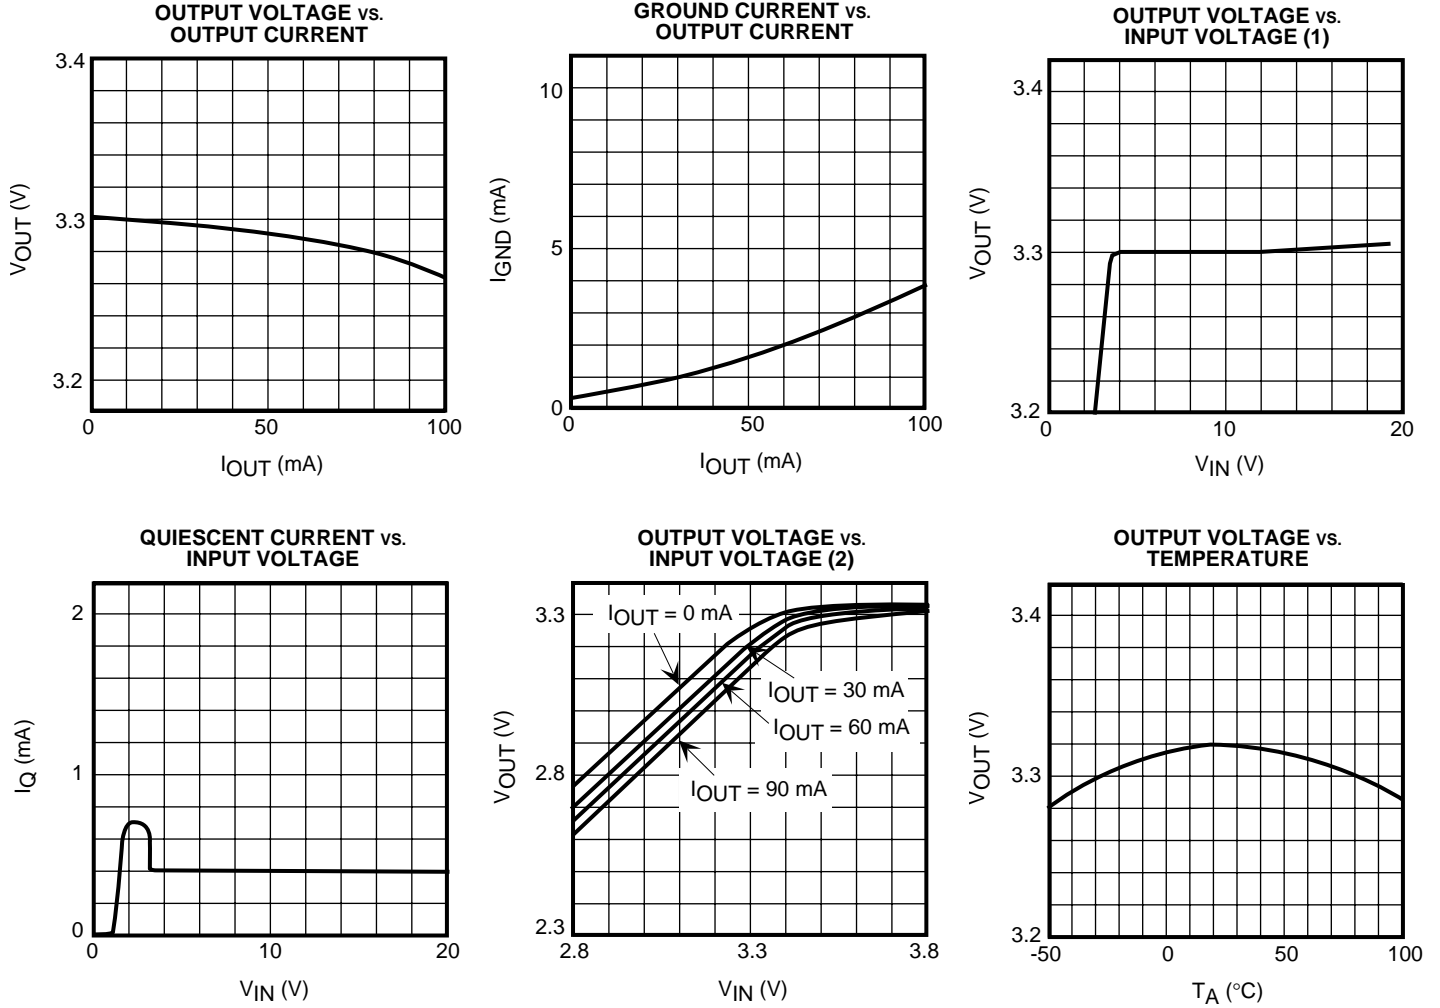 OUTPUT VOLTAGE vs.
OUTPUT CURRENT
3.4
3.3
3.2
VOUT (V)
0
50
100
IOUT (mA)
GROUND CURRENT vs.
OUTPUT CURRENT
10
5
0
IGND (mA)
0
50
100
IOUT (mA)
OUTPUT VOLTAGE vs.
INPUT VOLTAGE (1)
3.4
3.3
3.2
VOUT (V)
0
10
20
VIN (V)
QUIESCENT CURRENT vs.
INPUT VOLTAGE
2
1
0
IQ (mA)
0
10
20
VIN (V)
OUTPUT VOLTAGE vs.
INPUT VOLTAGE (2)
3.3
2.8
2.3
VOUT (V)
IOUT = 0 mA
IOUT = 30 mA
IOUT = 60 mA
IOUT = 90 mA
2.8
3.3
3.8
VIN (V)
OUTPUT VOLTAGE vs.
TEMPERATURE
3.4
3.3
3.2
VOUT (V)
-50
0
50
100
TA (°C)